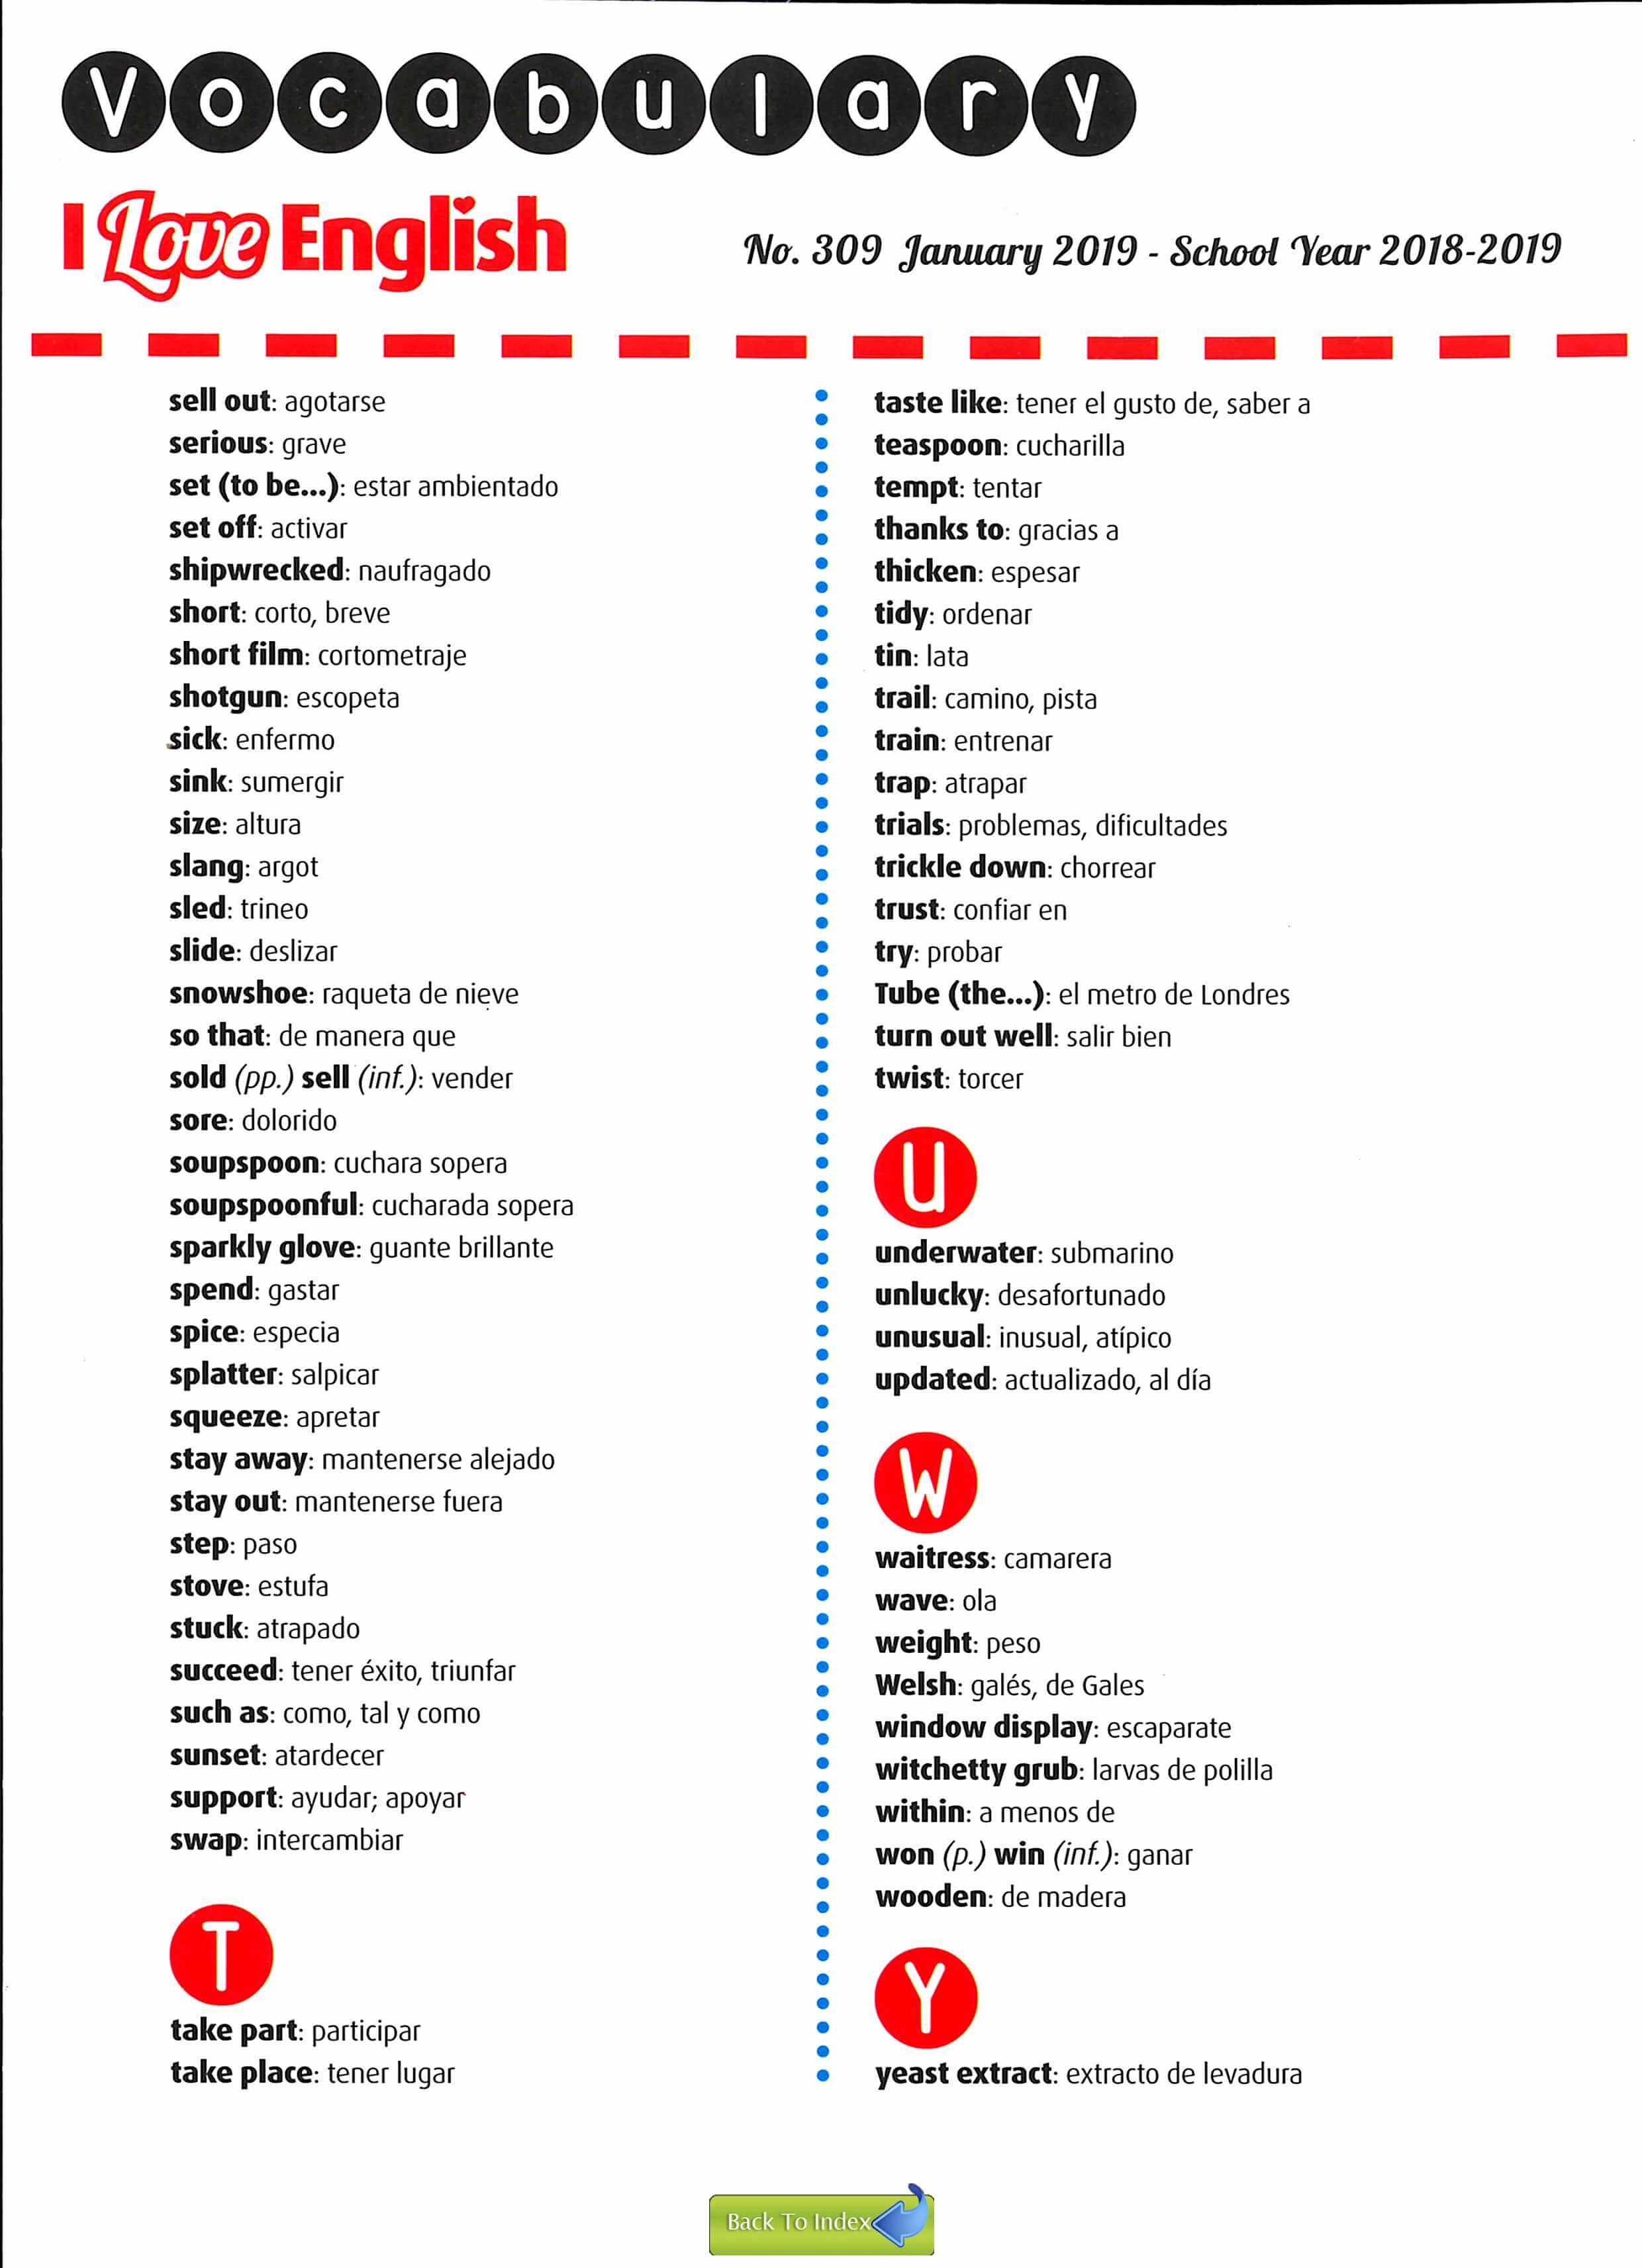 Vocabulary
I Love English
No. 309 January 2019 - School Year 2018-2019
sell out: agotarse
serious: grave
set (to be...): estar ambientado
set off: activar
shipwrecked: naufragado
short: corto, breve
short film: cortometraje
shotgun: escopeta
sick: enfermo
sink: sumergir
size: altura
slang: argot
sled: trineo
slide: deslizar
snowshoe: raqueta de nieve
so that: de manera que
sold (pp.) sell (inf.): vender
sore: dolorido
soupspoon: cuchara sopera
soupspoonful: cucharada sopera
sparkly glove: guante brillante
spend: gastar
spice: especia
splatter: salpicar
squeeze: apretar
stay away: mantenerse alejado
stay out: mantenerse fuera
step: paso
stove: estufa
stuck: atrapado
succeed: tener éxito, triunfar
such as: como, tal y como
sunset: atardecer
support: ayudar; apoyar
swap: intercambiar
T
take part: participar
take place: tener lugar
taste like: tener el gusto de, saber a
teaspoon: cucharilla
tempt: tentar
thanks to: gracias a
thicken: espesar
tidy: ordenar
tin: lata
trail: camino, pista
train: entrenar
trap: atrapar
trials: problemas, dificultades
trickle down: chorrear
trust: confiar en
try: probar
Tube (the...): el metro de Londres
turn out well: salir bien
twist: torcer
U
underwater: submarino
unlucky: desafortunado
unusual: inusual, atípico
updated: actualizado, al día
W
waitress: camarera
wave: ola
weight: peso
Welsh: galés, de Gales
window display: escaparate
witchetty grub: larvas de polilla
within: a menos de
won (p.) win (inf.): ganar
wooden: de madera
Y
yeast extract: extracto de levadura
Back To Index